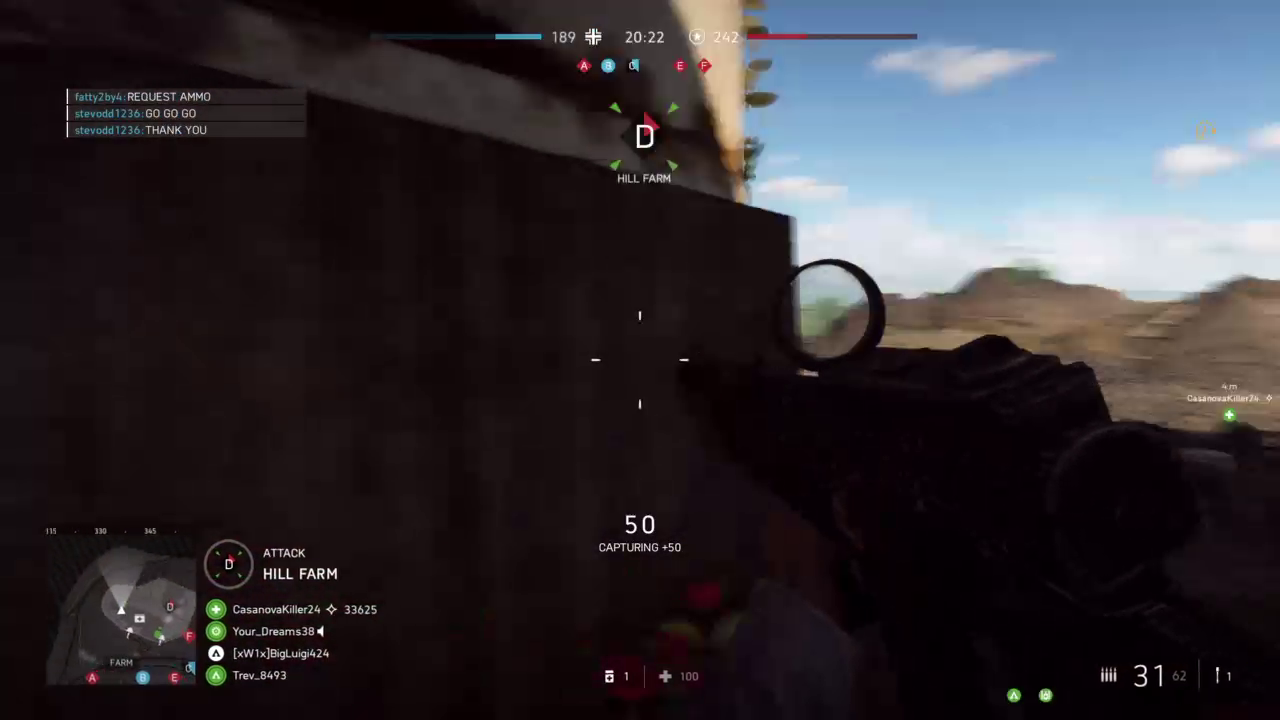 189 20:22 242
A B C E F
fatty2by4: REQUEST AMMO
stevodd1236: GO GO GO
stevodd1236: THANK YOU
D
HILL FARM
4 m
CasanovaKiller24
50
CAPTURING +50
115 · 330 · 345 ·
D
F
FARM
C
A B E
D
ATTACK
HILL FARM
CasanovaKiller24 33625
Your_Dreams38
[xW1x]BigLuigi424
Trev_8493
1 100
31 62 1